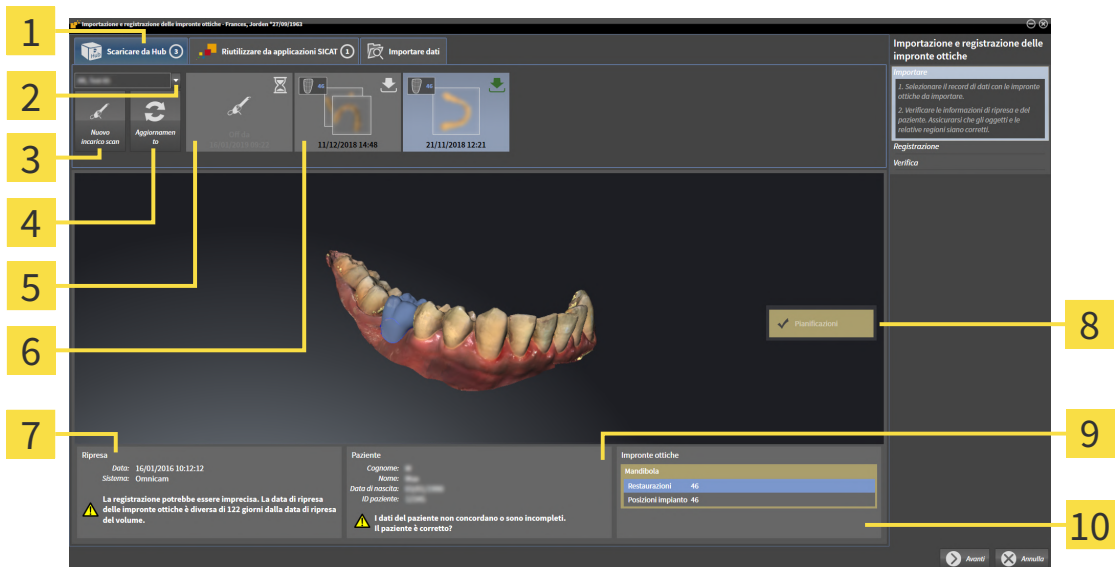 Importazione e registrazione delle impronte ottiche - Frances, Jorden *27/09/1963
1
Scaricare da Hub 3
Riutilizzare da applicazioni SICAT 1
Importare dati
Importazione e registrazione delle
impronte ottiche
Importare
1. Selezionare il record di dati con le impronte
ottiche da importare.
2. Verificare le informazioni di ripresa e del
paziente. Assicurarsi che gli oggetti e le
relative regioni siano corretti.
Registrazione
Verifica
2
3
4
5
6
Nuovo
incarico scan
Aggiornamen
to
46
11/12/2018 14:48
46
21/11/2018 12:21
Planificazioni
8
7
9
10
Ripresa
Data: 16/01/2016 10:12:12
Sistema: Omnicam
La registrazione potrebbe essere imprecisa. La data di ripresa
delle impronte ottiche è diversa di 122 giorni dalla data di ripresa
del volume.
Paziente
Cognome:
Nome:
Data di nascita:
ID paziente:
I dati del paziente non concordano o sono incompleti.
Il paziente è corretto?
Impronte ottiche
Mandibola
Restaurazioni 46
Posizioni impianto 46
Avanti
Annulla